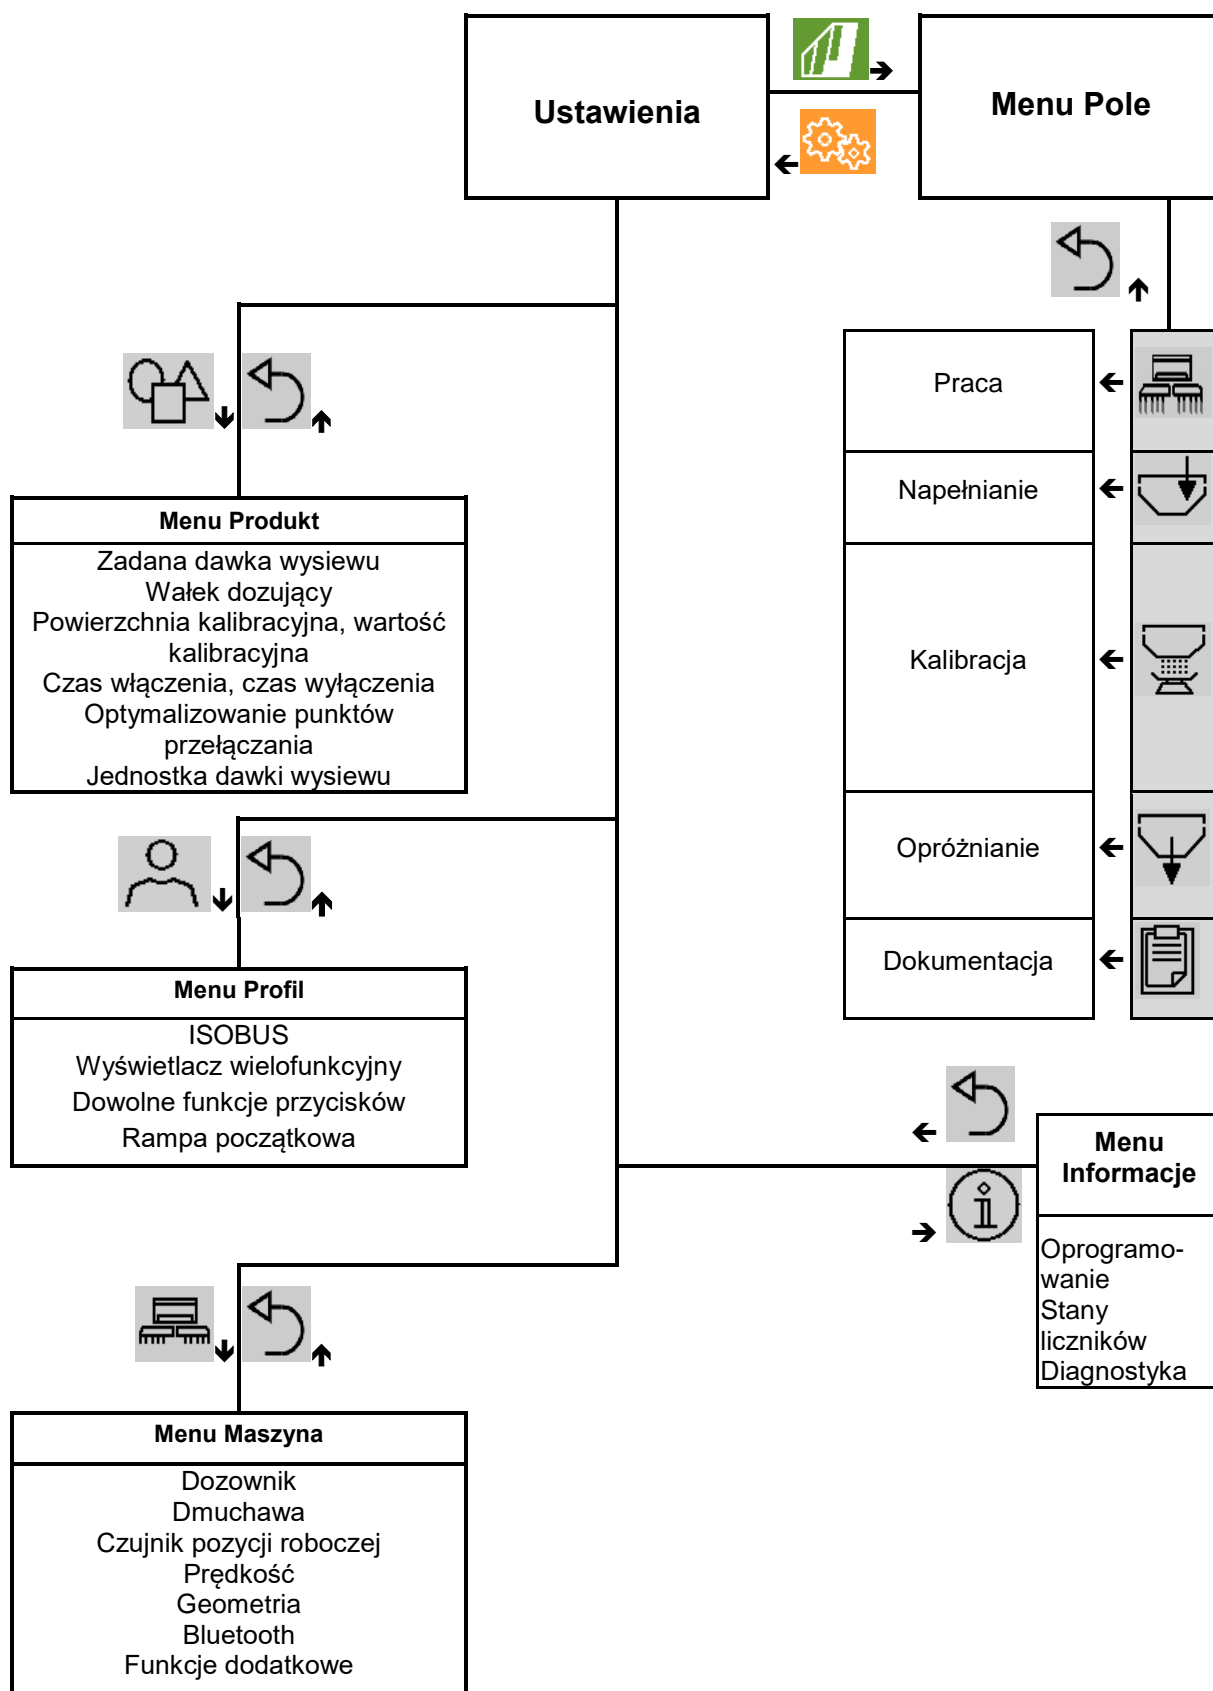 Ustawienia
Menu Pole
Praca
Napełnianie
Kalibracja
Opróżnianie
Dokumentacja
Menu Produkt
Zadana dawka wysiewu
Wałek dozujący
Powierzchnia kalibracyjna, wartość
kalibracyjna
Czas włączenia, czas wyłączenia
Optymalizowanie punktów
przełączania
Jednostka dawki wysiewu
Menu Profil
ISOBUS
Wyświetlacz wielofunkcyjny
Dowolne funkcje przycisków
Rampa początkowa
Menu
Informacje
Oprogramo-
wanie
Stany
liczników
Diagnostyka
Menu Maszyna
Dozownik
Dmuchawa
Czujnik pozycji roboczej
Prędkość
Geometria
Bluetooth
Funkcje dodatkowe